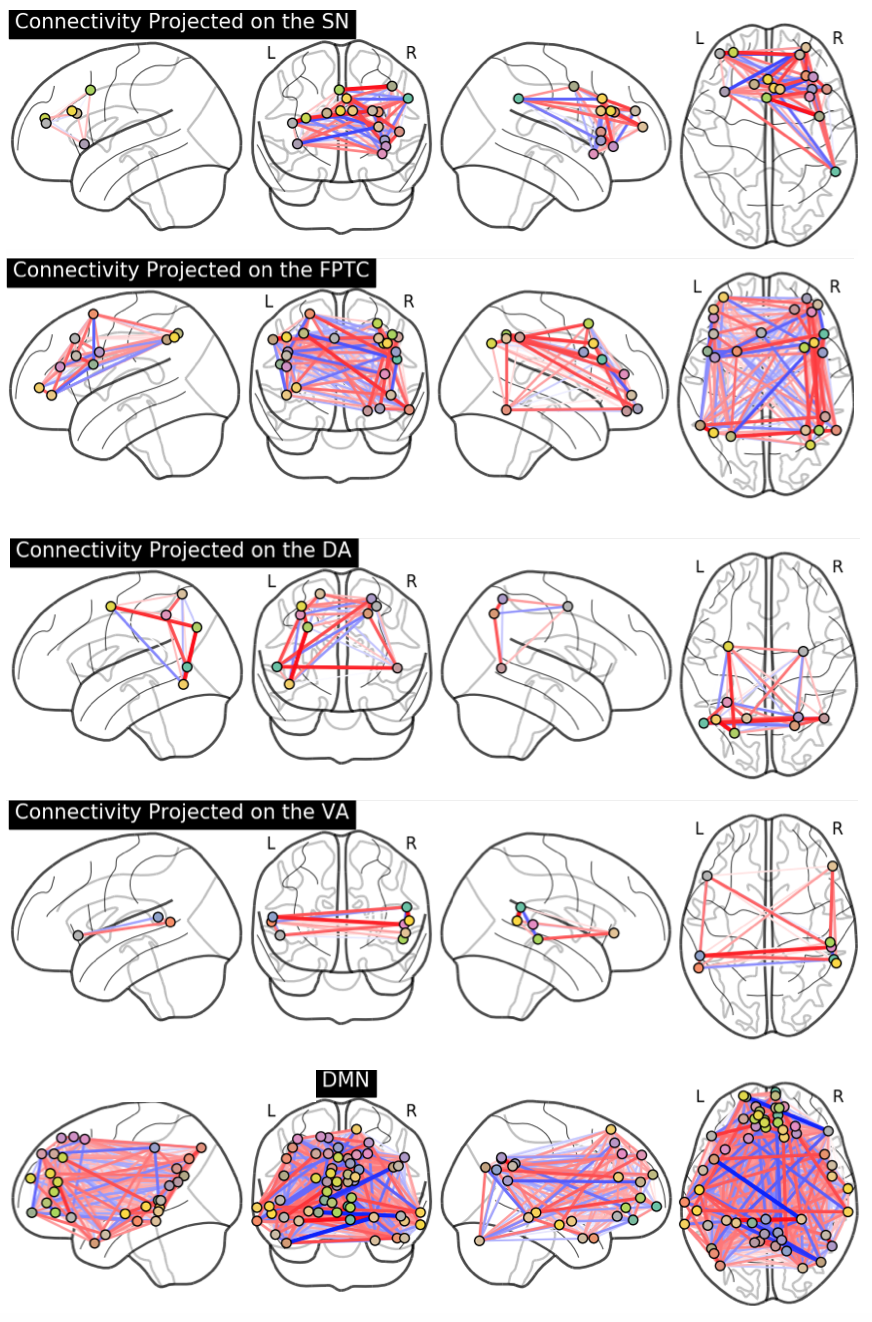 Connectivity Projected on the SN
L R L R
Connectivity Projected on the FPTC
L R L R
Connectivity Projected on the DA
L R L R
Connectivity Projected on the VA
L R L R
DMN
L R L R